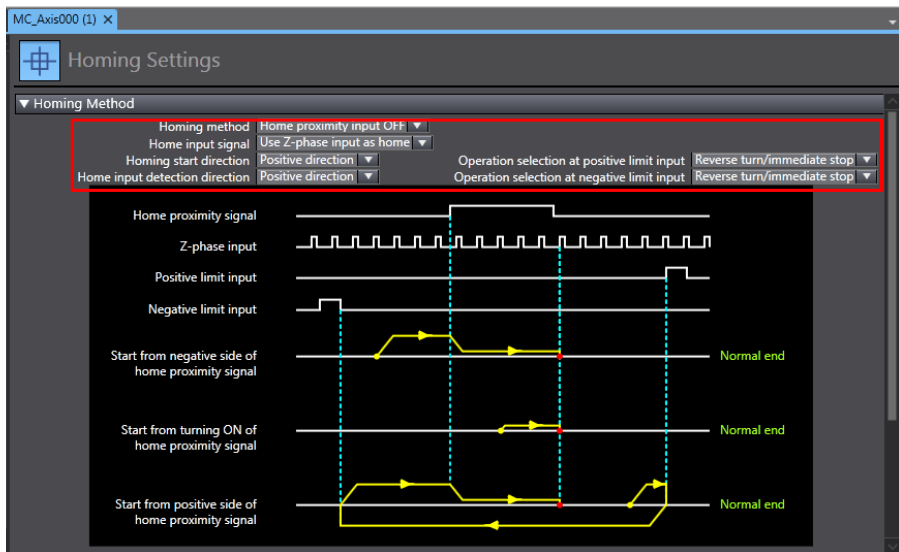 MC_Axis000 (1) ×
Homing Settings
▼ Homing Method
Homing method Home proximity input OFF ▼
Home input signal Use Z-phase input as home ▼
Homing start direction Positive direction ▼ Operation selection at positive limit input Reverse turn/immediate stop ▼
Home input detection direction Positive direction ▼ Operation selection at negative limit input Reverse turn/immediate stop ▼
Home proximity signal
Z-phase input
Positive limit input
Negative limit input
Start from negative side of
home proximity signal
Normal end
Start from turning ON of
home proximity signal
Normal end
Start from positive side of
home proximity signal
Normal end